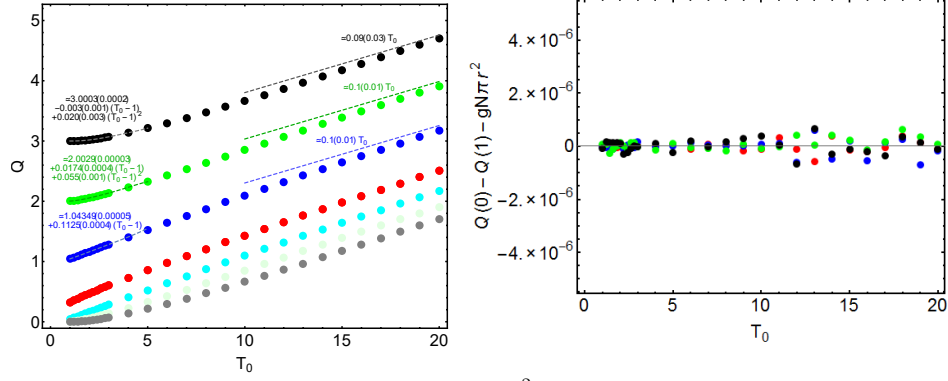 5
4
3
2
1
0
Q
0
5
10
15
20
T₀
=0.09(0.03) T₀
=3.0003(0.0002)
-0.003(0.001) (T₀-1)
+0.020(0.003) (T₀-1)²
=0.1(0.01) T₀
=2.0029(0.00003)
+0.0174(0.0004) (T₀-1)
+0.055(0.001) (T₀-1)²
=0.1(0.01) T₀
=1.04349(0.00005)
+0.1125(0.0004) (T₀-1)
Q(0)-Q(1)-gNπr²
4.×10⁻⁶
2.×10⁻⁶
0
-2.×10⁻⁶
-4.×10⁻⁶
0
5
10
15
20
T₀